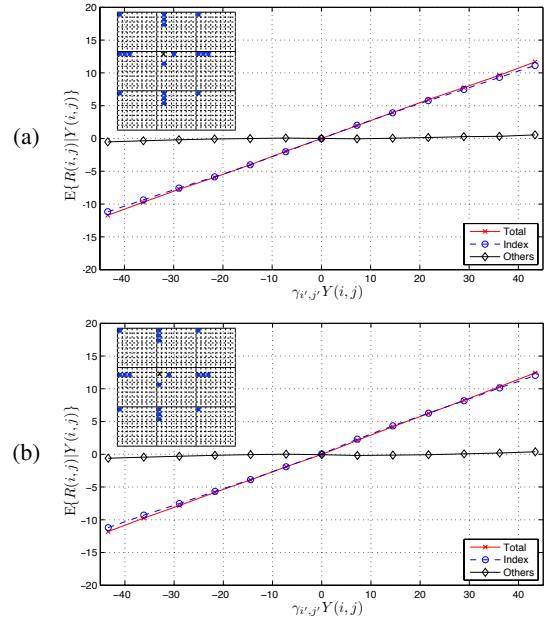 (a)
E{R(i,j)|Y(i,j)}
20
15
10
5
0
−5
−10
−15
−20
−40 −30 −20 −10 0 10 20 30 40
γi′,j′Y(i,j)
Total
Index
Others
(b)
E{R(i,j)|Y(i,j)}
20
15
10
5
0
−5
−10
−15
−20
−40 −30 −20 −10 0 10 20 30 40
γi′,j′Y(i,j)
Total
Index
Others